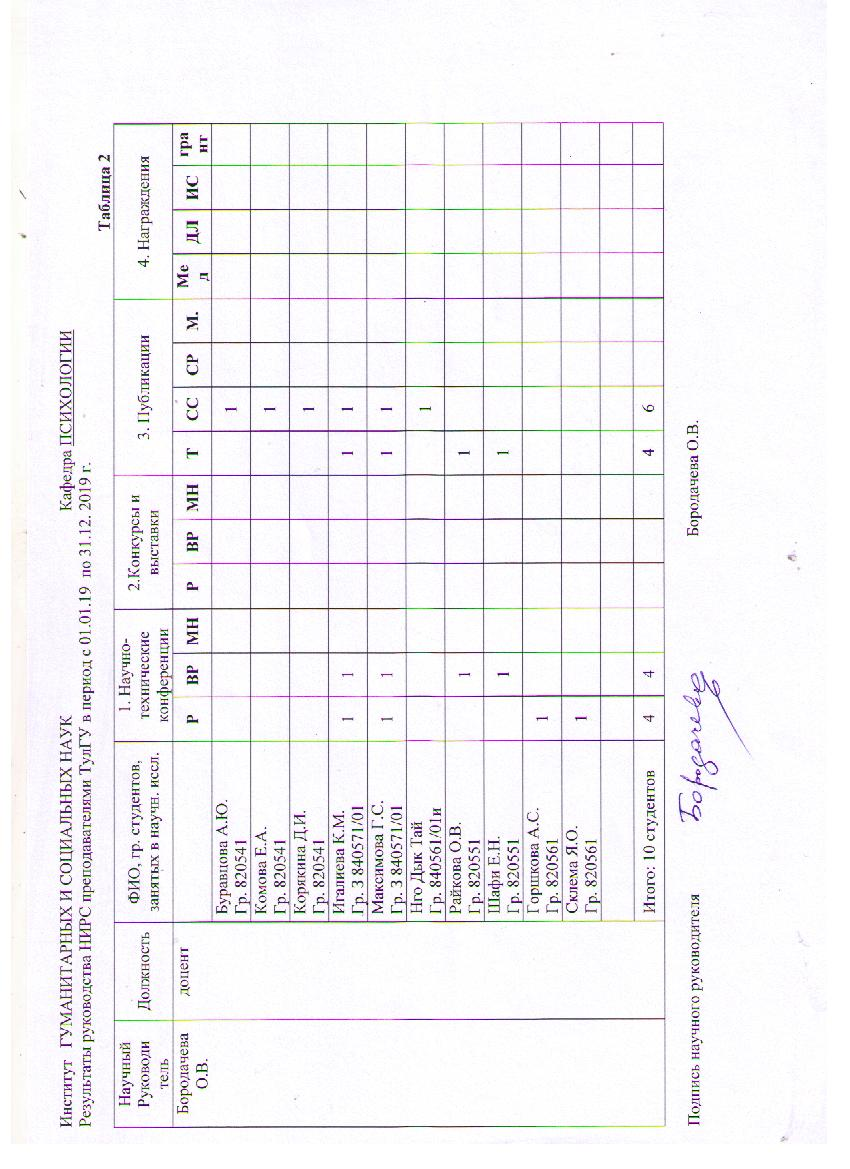 Институт ГУМАНИТАРНЫХ И СОЦИАЛЬНЫХ НАУК Кафедра ПСИХОЛОГИИ
Результаты руководства НИРС преподавателями ТулГУ в период с 01.01.19 по 31.12. 2019 г.
Таблица 2
Научный
Руководи
тель
Должность
ФИО, гр. студентов,
занятых в научн. иссл.
1. Научно-
технические
конференции
2.Конкурсы и
выставки
3. Публикации
4. Награждения
Р ВР МН Р ВР МН Т СС СР М. Ме
д ДЛ ИС гра
нт
Бородачева
О.В.
доцент
Буравцова А.Ю.
Гр. 820541 1
Комова Е.А.
Гр. 820541 1
Корякина Д.И.
Гр. 820541 1
Игалиева К.М.
Гр. З 840571/01 1 1 1 1
Максимова Г.С.
Гр. З 840571/01 1 1 1 1
Нго Дык Тай
Гр. 840561/01и 1
Райкова О.В.
Гр. 820551 1 1
Шафи Е.Н.
Гр. 820551 1 1
Горшкова А.С.
Гр. 820561 1
Склема Я.О.
Гр. 820561 1
Итого: 10 студентов 4 4 4 6
Подпись научного руководителя Бородачева Бородачева О.В.